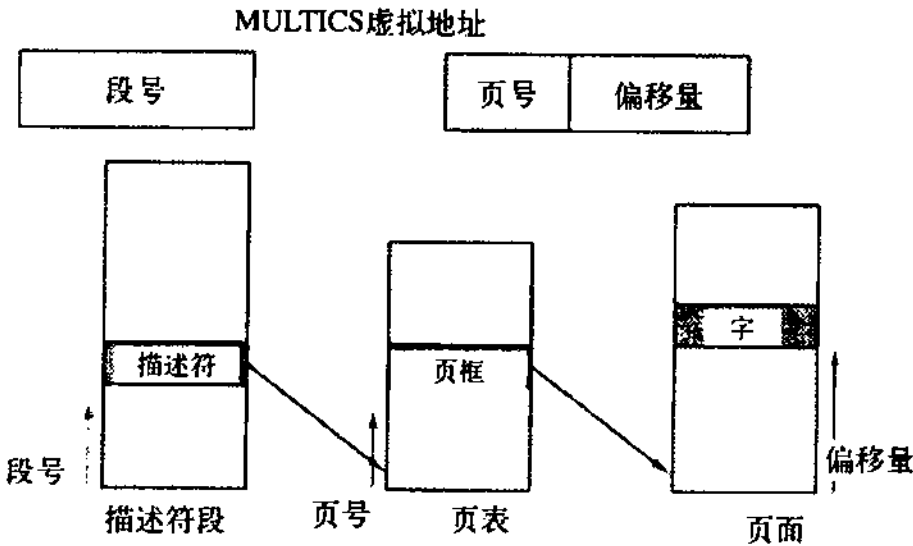 MULTICS虚拟地址
段号
页号 偏移量
字
描述符
页框
段号
偏移量
描述符段
页号
页表
页面